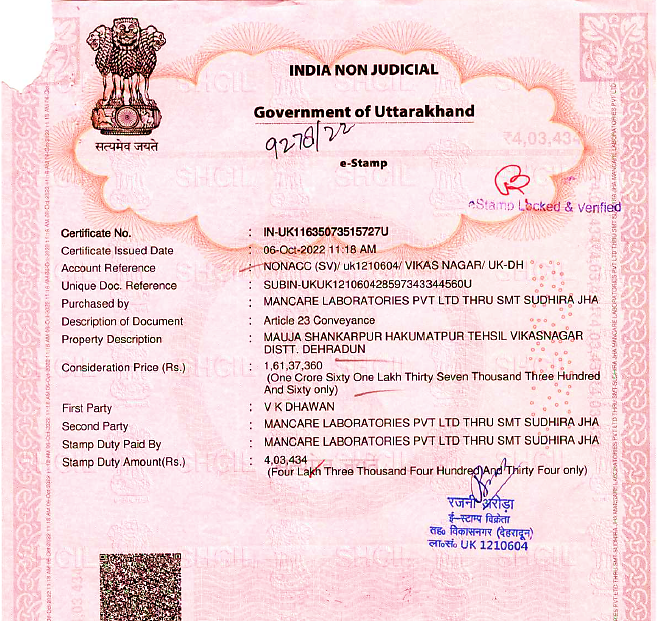 INDIA NON JUDICIAL
Government of Uttarakhand
9278/22
₹4,03,434
सत्यमेव जयते
e-Stamp
eStamp Locked & Verified
Certificate No. : IN-UK11635073515727U
Certificate Issued Date : 06-Oct-2022 11:18 AM
Account Reference : NONACC (SV)/ uk1210604/ VIKAS NAGAR/ UK-DH
Unique Doc. Reference : SUBIN-UKUK121060428597343344560U
Purchased by : MANCARE LABORATORIES PVT LTD THRU SMT SUDHIRA JHA
Description of Document : Article 23 Conveyance
Property Description : MAUJA SHANKARPUR HAKUMATPUR TEHSIL VIKASNAGAR
DISTT. DEHRADUN
Consideration Price (Rs.) : 1,61,37,360
(One Crore Sixty One Lakh Thirty Seven Thousand Three Hundred
And Sixty only)
First Party : V K DHAWAN
Second Party : MANCARE LABORATORIES PVT LTD THRU SMT SUDHIRA JHA
Stamp Duty Paid By : MANCARE LABORATORIES PVT LTD THRU SMT SUDHIRA JHA
Stamp Duty Amount(Rs.) : 4,03,434
(Four Lakh Three Thousand Four Hundred And Thirty Four only)
रजनी अरोड़ा
ई-स्टाम्प विक्रेता
तह० विकासनगर (देहरादून)
ला०सं० UK 1210604